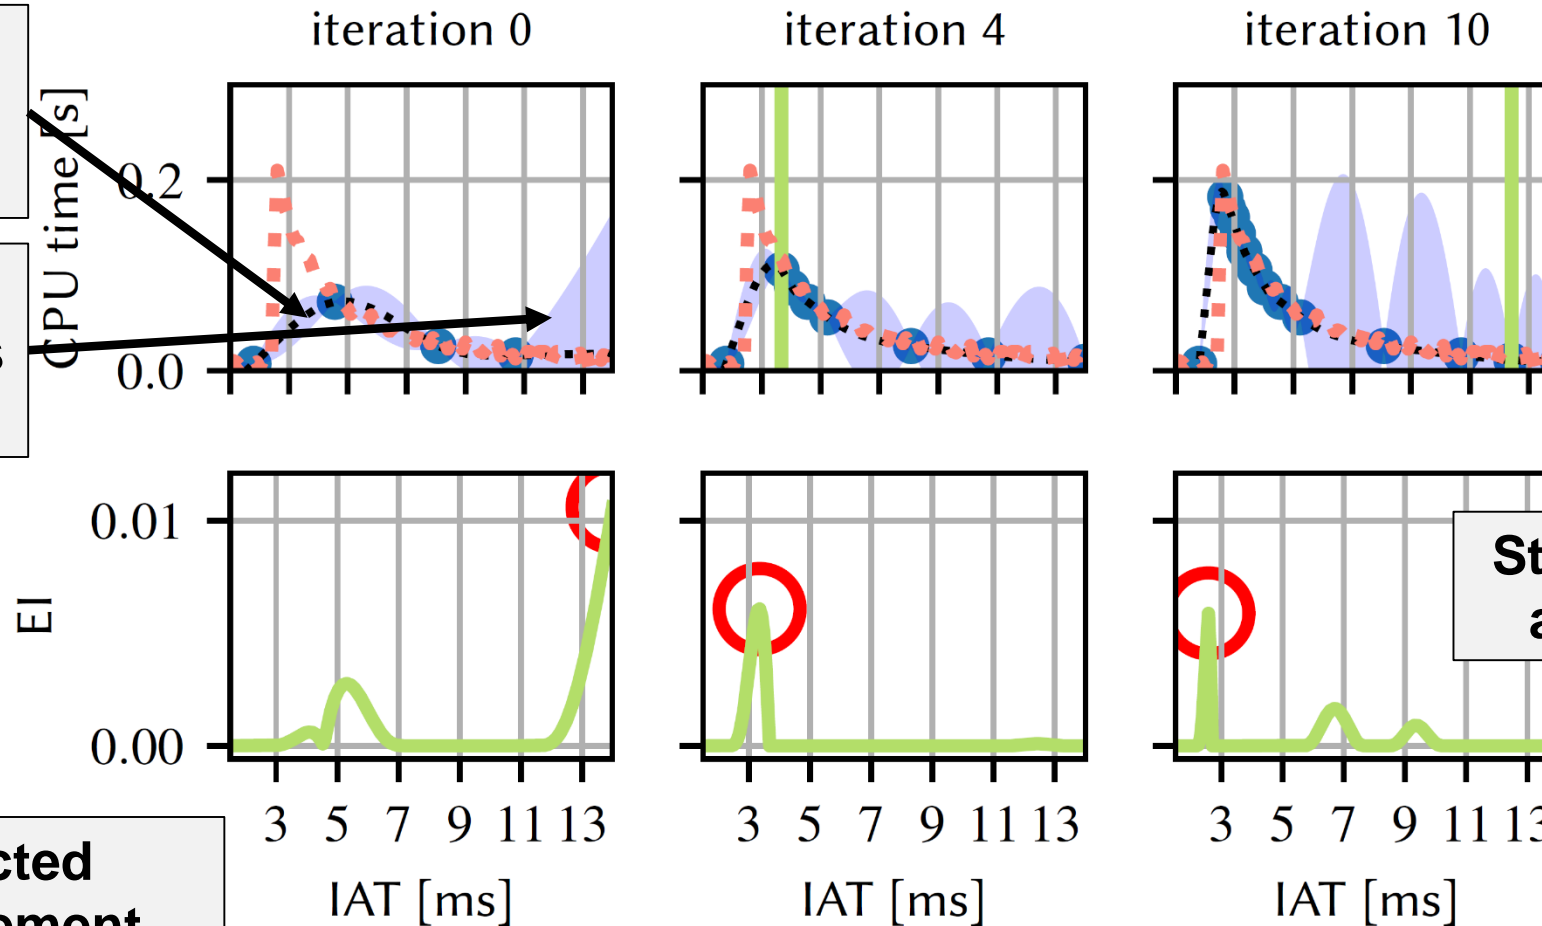 iteration 0
iteration 4
iteration 10
CPU time [s]
0.2
0.0
s
0.01
0.00
EI
St
a
3 5 7 9 11 13
3 5 7 9 11 13
3 5 7 9 11 13
IAT [ms]
IAT [ms]
IAT [ms]
cted
ement